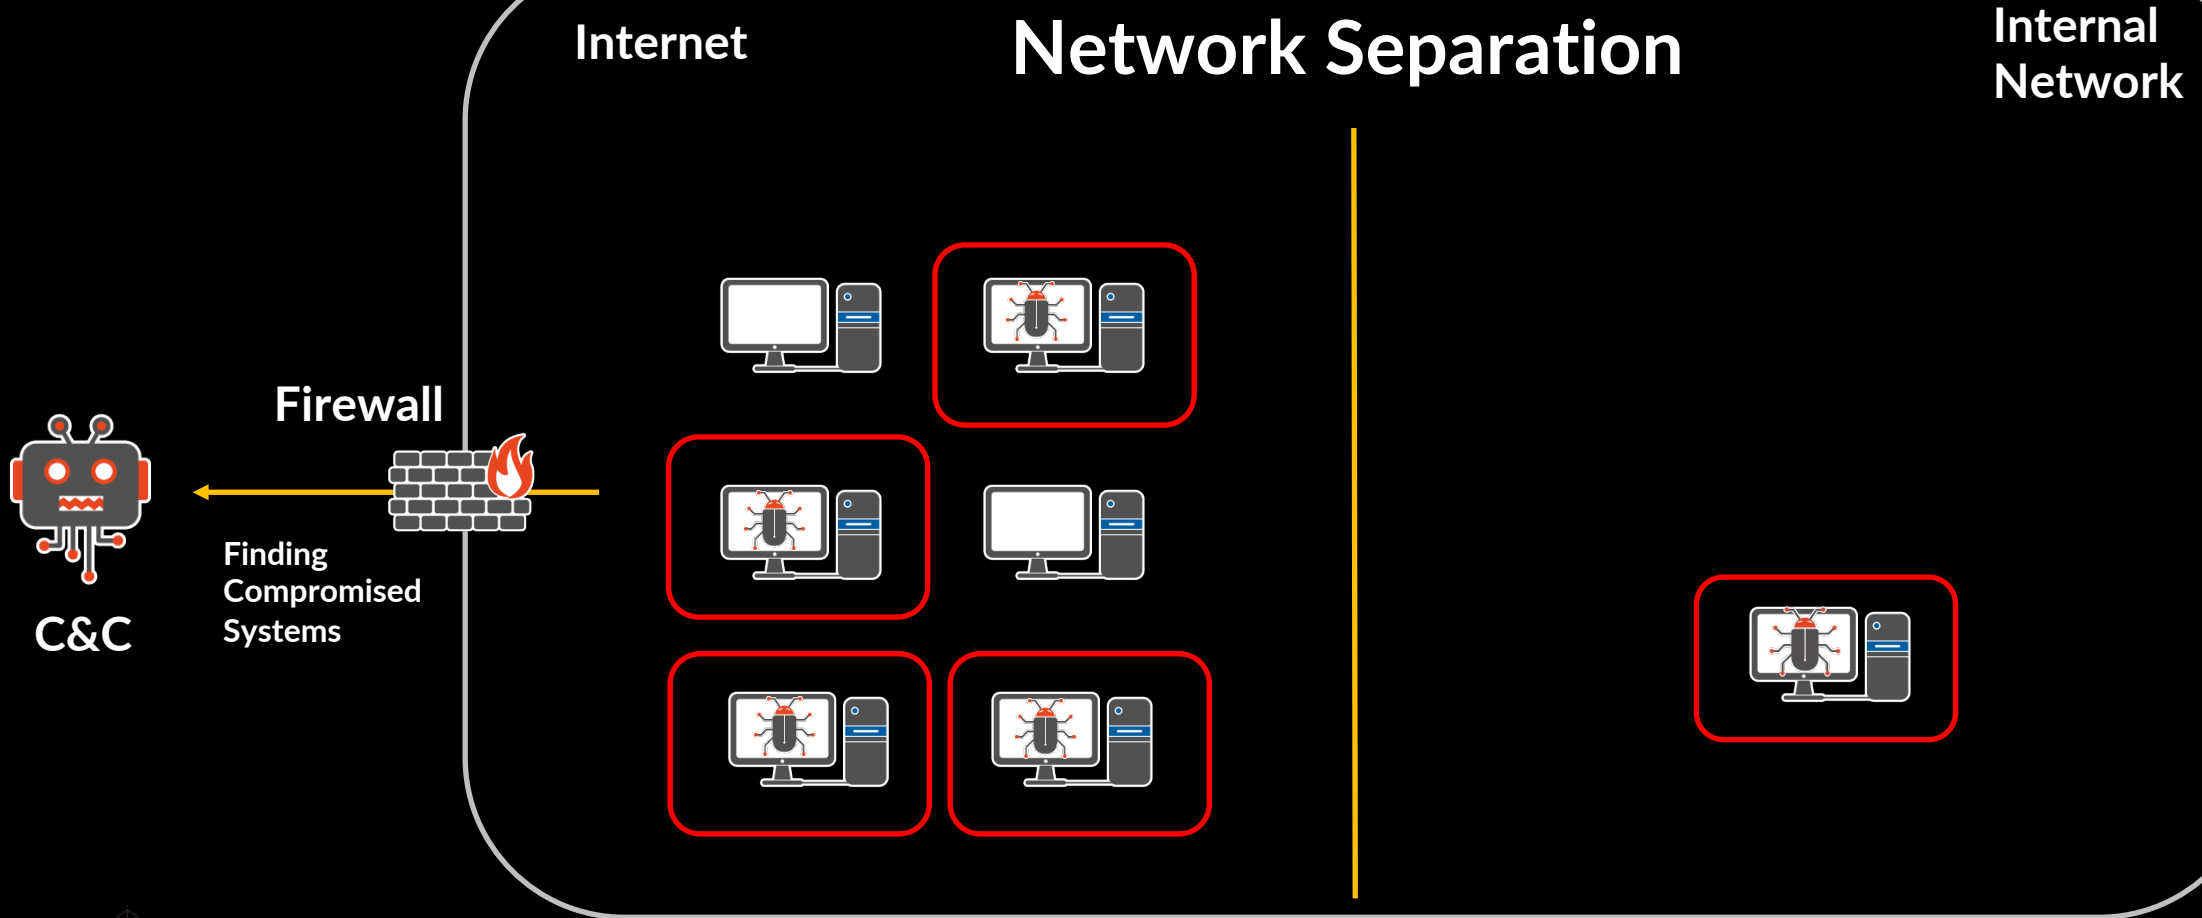 Internet
Network Separation
Internal
Network
Firewall
Finding
Compromised
Systems
C&C